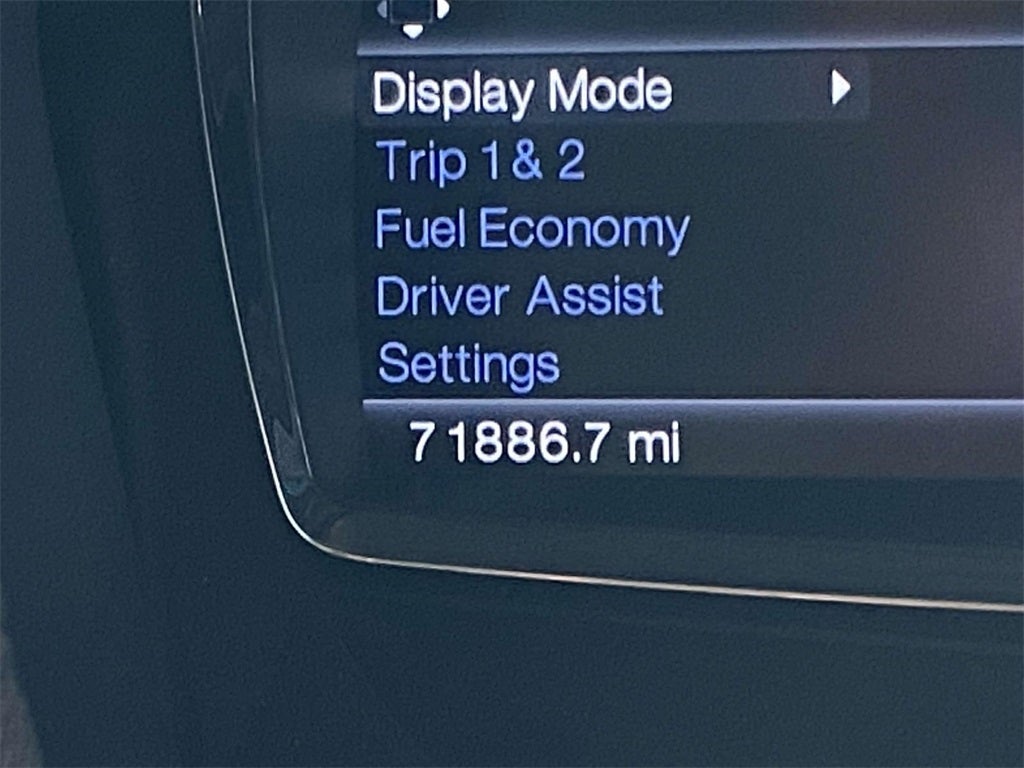 Display Mode
Trip 1 & 2
Fuel Economy
Driver Assist
Settings
71886.7 mi